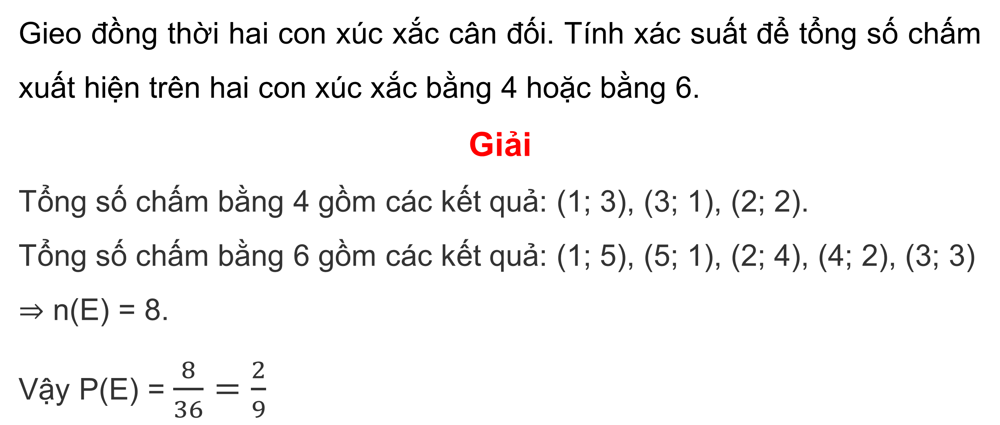 Gieo đồng thời hai con xúc xắc cân đối. Tính xác suất để tổng số chấm
xuất hiện trên hai con xúc xắc bằng 4 hoặc bằng 6.
Giải
Tổng số chấm bằng 4 gồm các kết quả: (1; 3), (3; 1), (2; 2).
Tổng số chấm bằng 6 gồm các kết quả: (1; 5), (5; 1), (2; 4), (4; 2), (3; 3)
⇒ n(E) = 8.
Vậy P(E) = 8/36 = 2/9